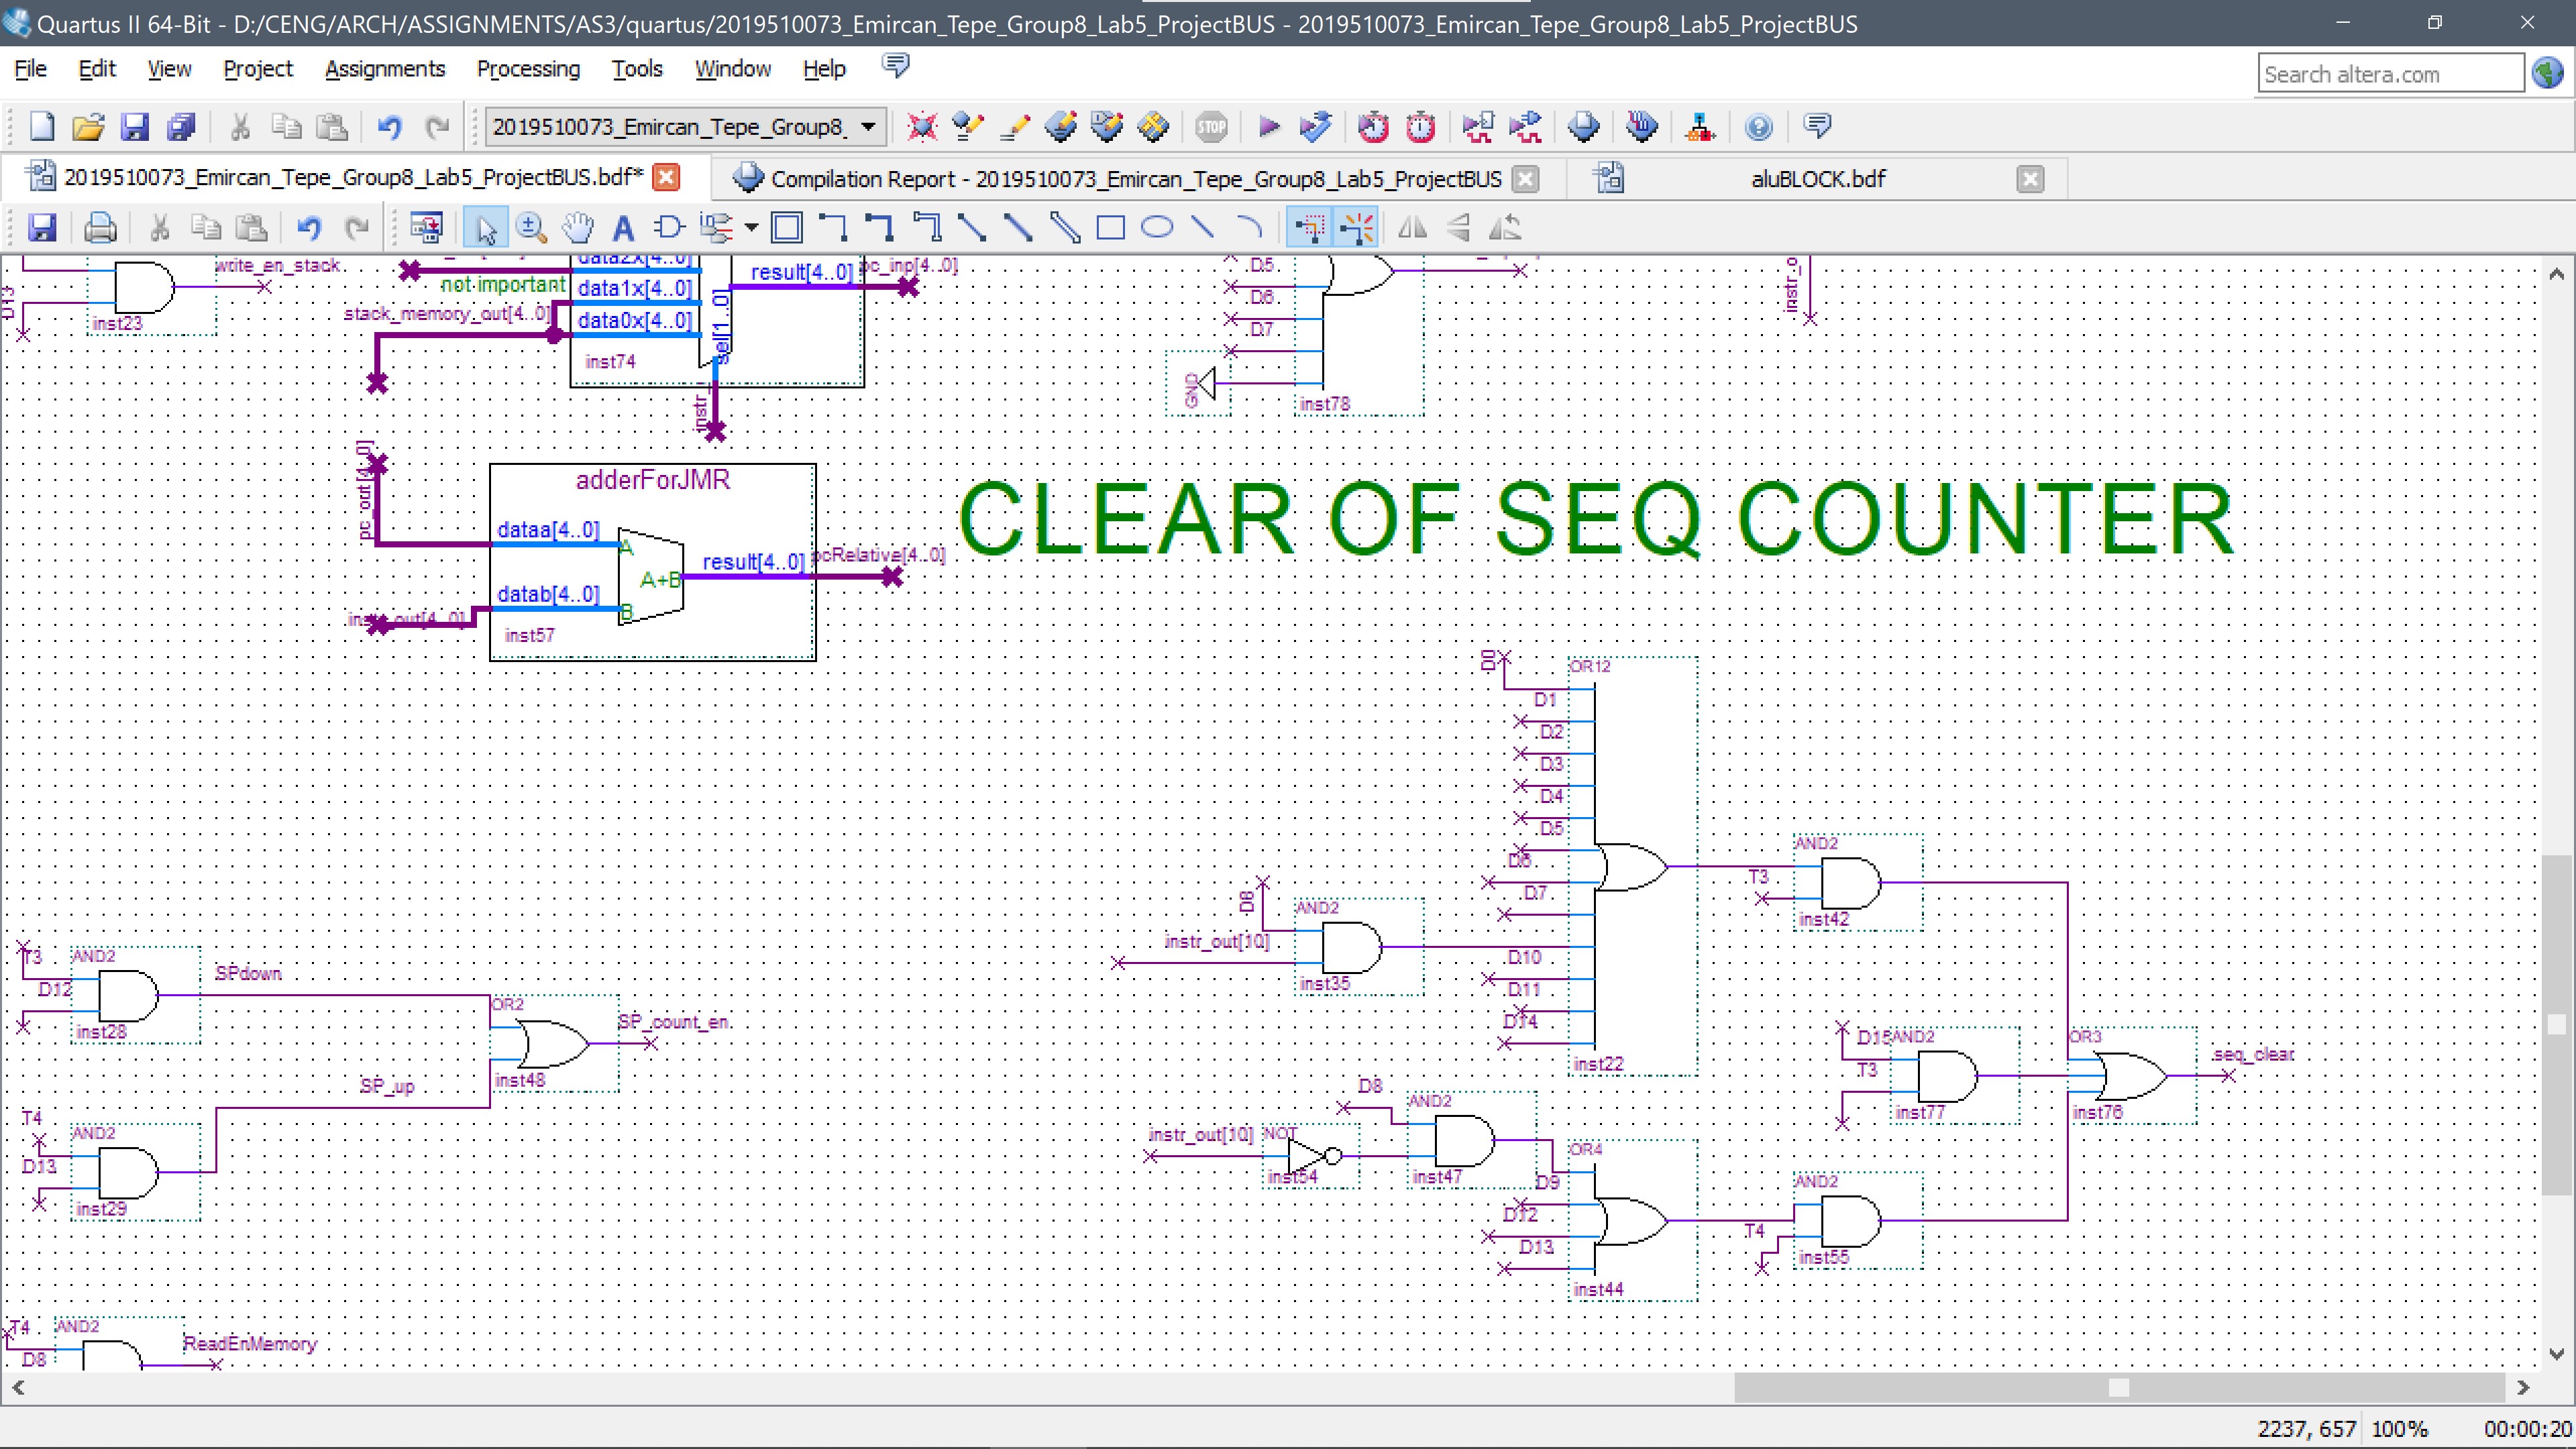 Quartus II 64-Bit - D:/CENG/ARCH/ASSIGNMENTS/AS3/quartus/2019510073_Emircan_Tepe_Group8_Lab5_ProjectBUS - 2019510073_Emircan_Tepe_Group8_Lab5_ProjectBUS
File Edit View Project Assignments Processing Tools Window Help
Search altera.com
2019510073_Emircan_Tepe_Group8_
STOP
2019510073_Emircan_Tepe_Group8_Lab5_ProjectBUS.bdf*
Compilation Report - 2019510073_Emircan_Tepe_Group8_Lab5_ProjectBUS
aluBLOCK.bdf
D13
write_en_stack
inst23
data2x[4..0]
not important
data1x[4..0]
stack_memory_out[4..0]
data0x[4..0]
sel[1..0]
result[4..0]
pc_inp[4..0]
inst74
instr_
D5
D6
D7
GND
inst78
instr_o
pc_out[4..0]
adderForJMR
dataa[4..0]
A
A+B
B
result[4..0]
pcRelative[4..0]
datab[4..0]
inst57
CLEAR OF SEQ COUNTER
D0
OR12
D1
D2
D3
D4
D5
D6
D7
D8
AND2
instr_out[10]
inst35
D10
D11
D14
inst22
AND2
T3
inst42
T3
AND2
D12
SPdown
inst28
OR2
SP_count_en
inst48
SP_up
T4
AND2
D13
inst29
D15
AND2
T3
inst77
OR3
seq_clear
inst76
D8
AND2
instr_out[10]
NOT
inst54
inst47
OR4
D9
D12
D13
inst44
AND2
T4
inst55
T4
AND2
D8
ReadEnMemory
2237, 657 100% 00:00:20